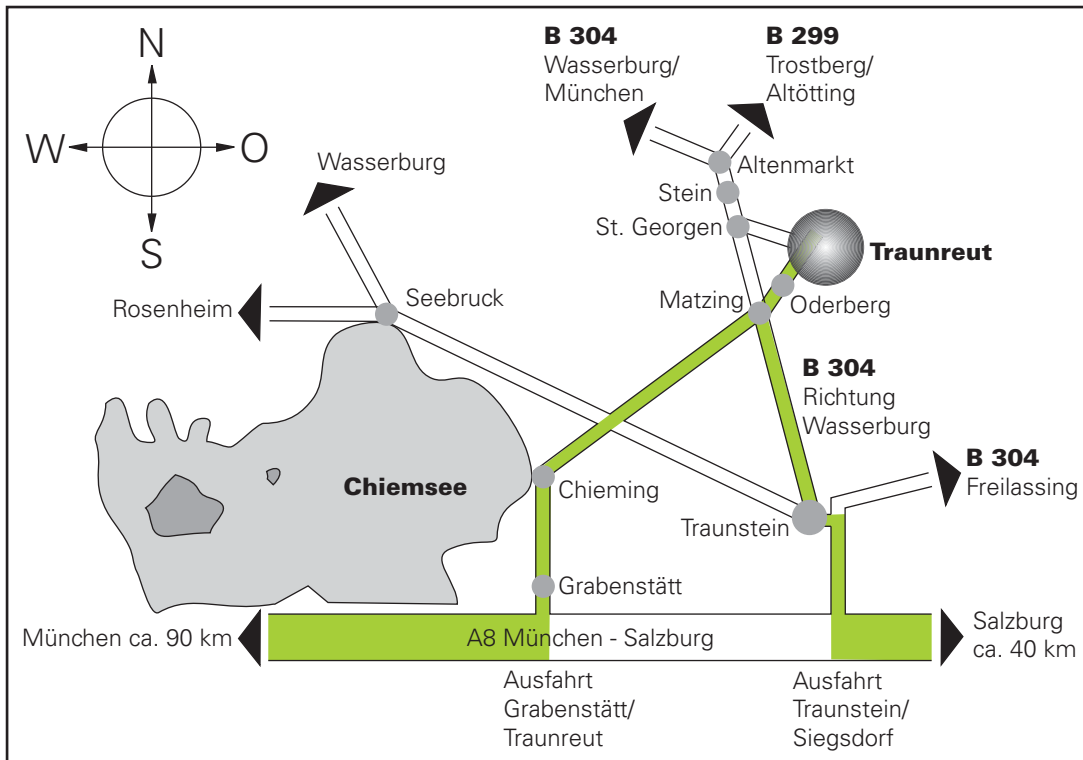 N
W
O
S
B 304
Wasserburg/
München
B 299
Trostberg/
Altötting
Wasserburg
Altenmarkt
Stein
St. Georgen
Traunreut
Rosenheim
Seebruck
Matzing
Oderberg
B 304
Richtung
Wasserburg
B 304
Freilassing
Chiemsee
Chieming
Traunstein
Grabenstätt
München ca. 90 km
A8 München - Salzburg
Salzburg
ca. 40 km
Ausfahrt
Grabenstätt/
Traunreut
Ausfahrt
Traunstein/
Siegsdorf